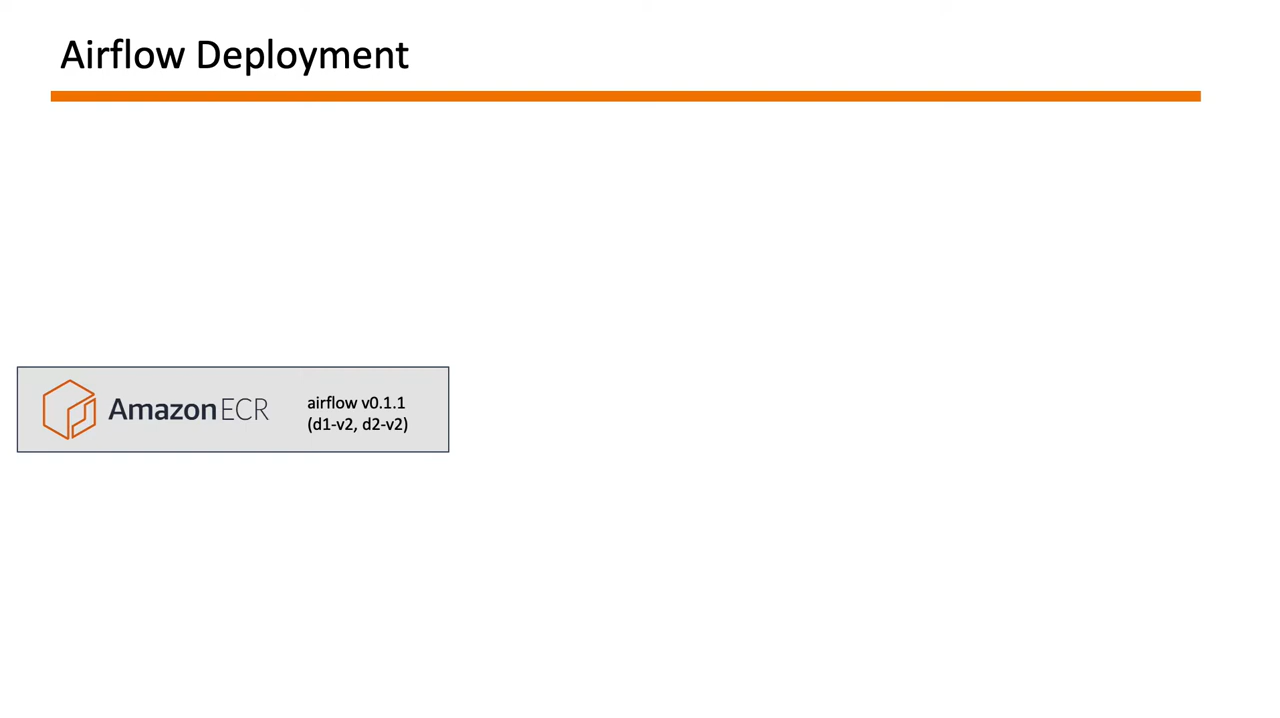 Airflow Deployment
Amazon ECR
airflow v0.1.1
(d1-v2, d2-v2)